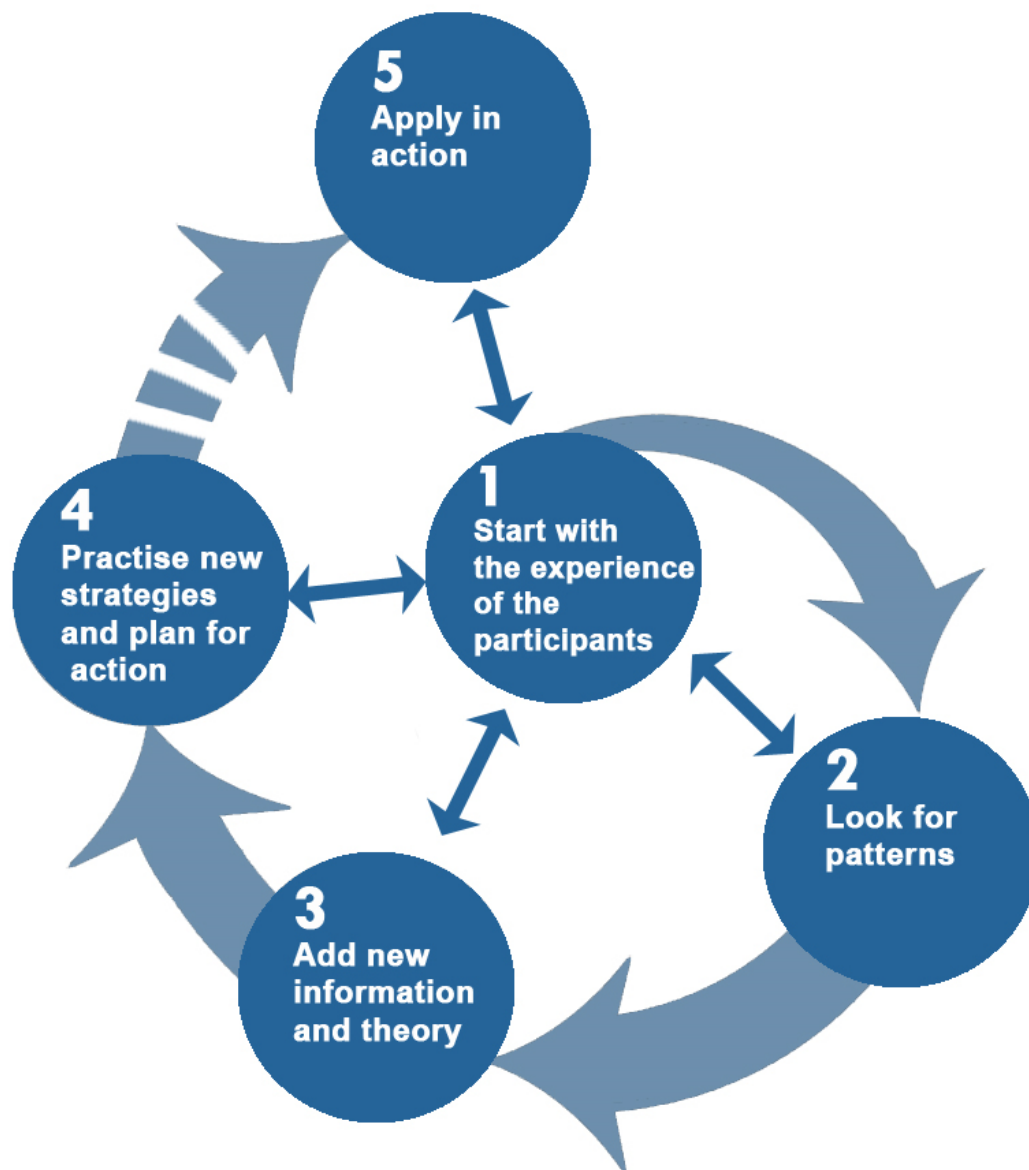 5
Apply in
action
1
Start with
the experience
of the
participants
2
Look for
patterns
3
Add new
information
and theory
4
Practise new
strategies
and plan for
action